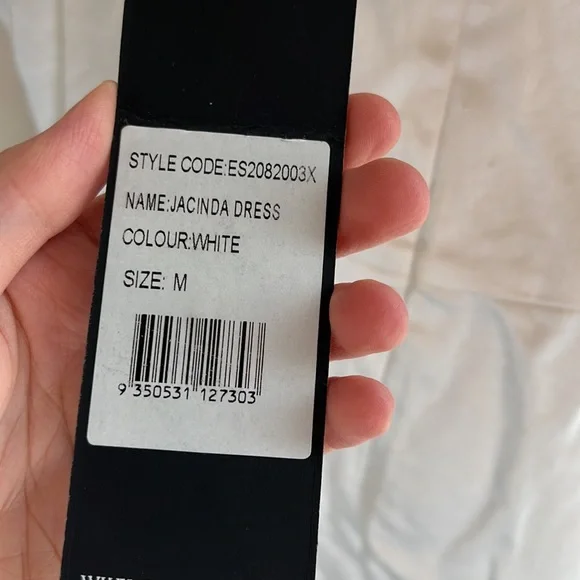 STYLE CODE:ES2082003X
NAME:JACINDA DRESS
COLOUR:WHITE
SIZE: M
9 350531 127303